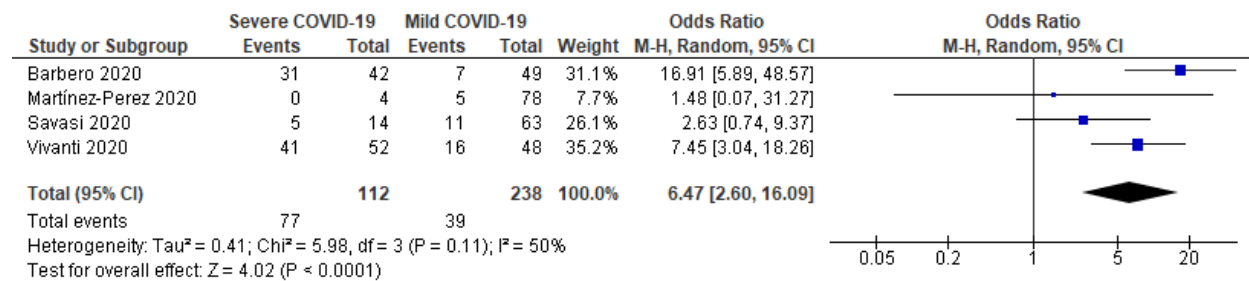 Severe COVID-19 Mild COVID-19 Odds Ratio Odds Ratio
Study or Subgroup Events Total Events Total Weight M-H, Random, 95% CI M-H, Random, 95% CI
Barbero 2020 31 42 7 49 31.1% 16.91 [5.89, 48.57]
Martínez-Perez 2020 0 4 5 78 7.7% 1.48 [0.07, 31.27]
Savasi 2020 5 14 11 63 26.1% 2.63 [0.74, 9.37]
Vivanti 2020 41 52 16 48 35.2% 7.45 [3.04, 18.26]
Total (95% CI) 112 238 100.0% 6.47 [2.60, 16.09]
Total events 77 39
Heterogeneity: Tau² = 0.41; Chi² = 5.98, df = 3 (P = 0.11); I² = 50%
Test for overall effect: Z = 4.02 (P < 0.0001)
0.05 0.2 1 5 20